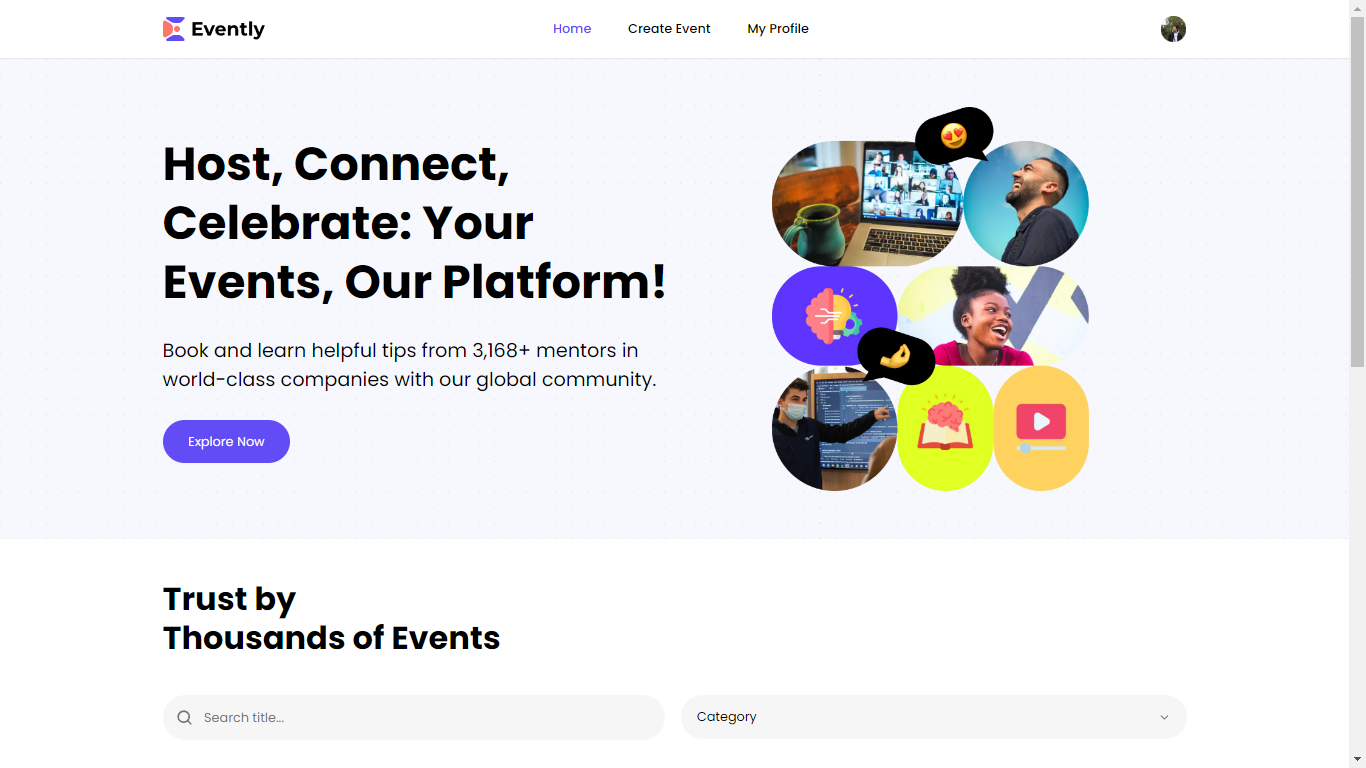 Evently
Home
Create Event
My Profile
Host, Connect,
Celebrate: Your
Events, Our Platform!
Book and learn helpful tips from 3,168+ mentors in
world-class companies with our global community.
Explore Now
Trust by
Thousands of Events
Search title...
Category